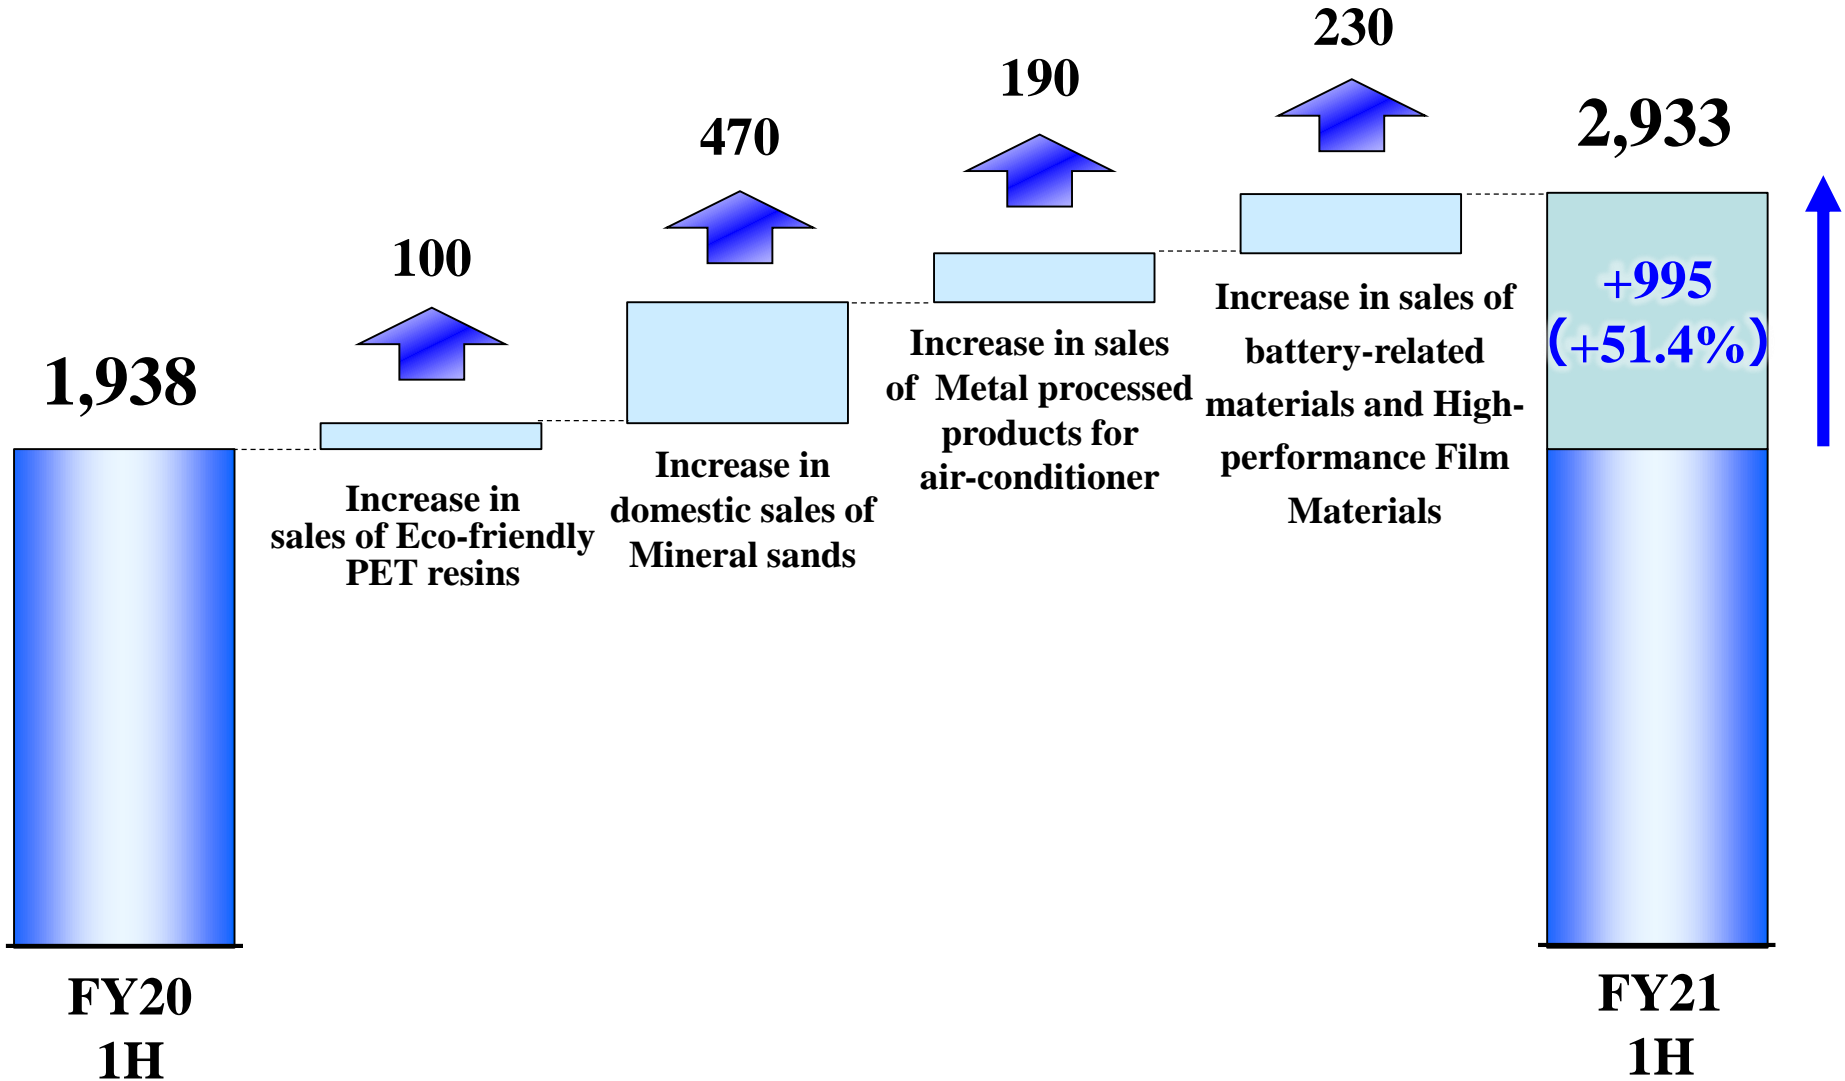 1,938
FY20
1H
100
Increase in
sales of Eco-friendly
PET resins
470
Increase in
domestic sales of
Mineral sands
190
Increase in sales
of Metal processed
products for
air-conditioner
230
Increase in sales of
battery-related
materials and High-
performance Film
Materials
2,933
+995
(+51.4%)
FY21
1H